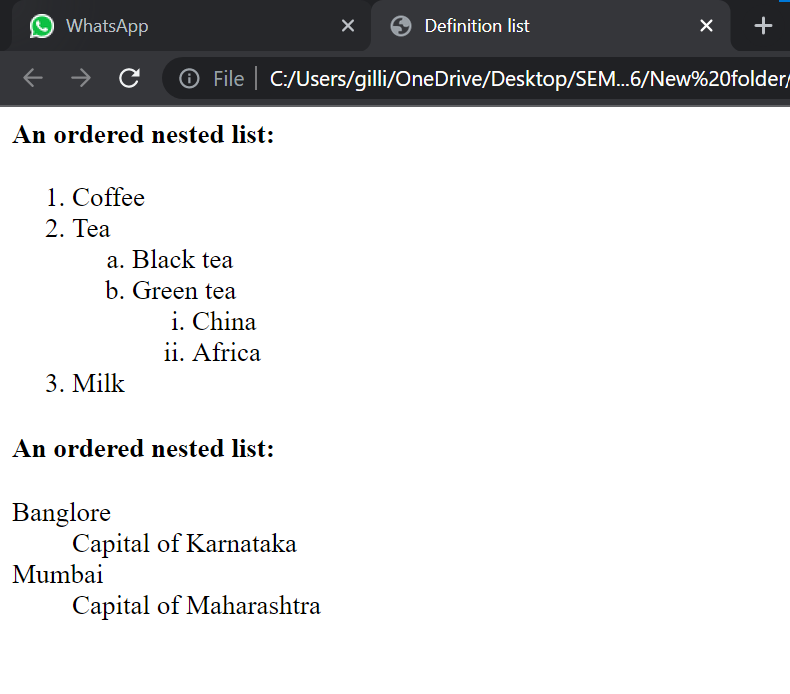 WhatsApp
Definition list
File
C:/Users/gilli/OneDrive/Desktop/SEM...6/New%20folder/
An ordered nested list:
1. Coffee
2. Tea
a. Black tea
b. Green tea
i. China
ii. Africa
3. Milk
An ordered nested list:
Banglore
Capital of Karnataka
Mumbai
Capital of Maharashtra